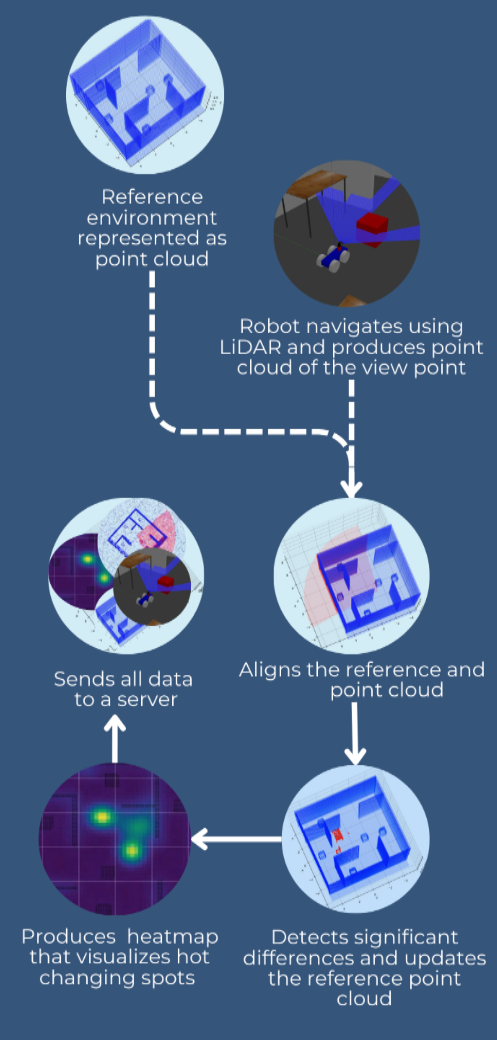 Reference
environment
represented as
point cloud
Robot navigates using
LiDAR and produces point
cloud of the view point
Aligns the reference and
point cloud
Detects significant
differences and updates
the reference point
cloud
Produces heatmap
that visualizes hot
changing spots
Sends all data
to a server